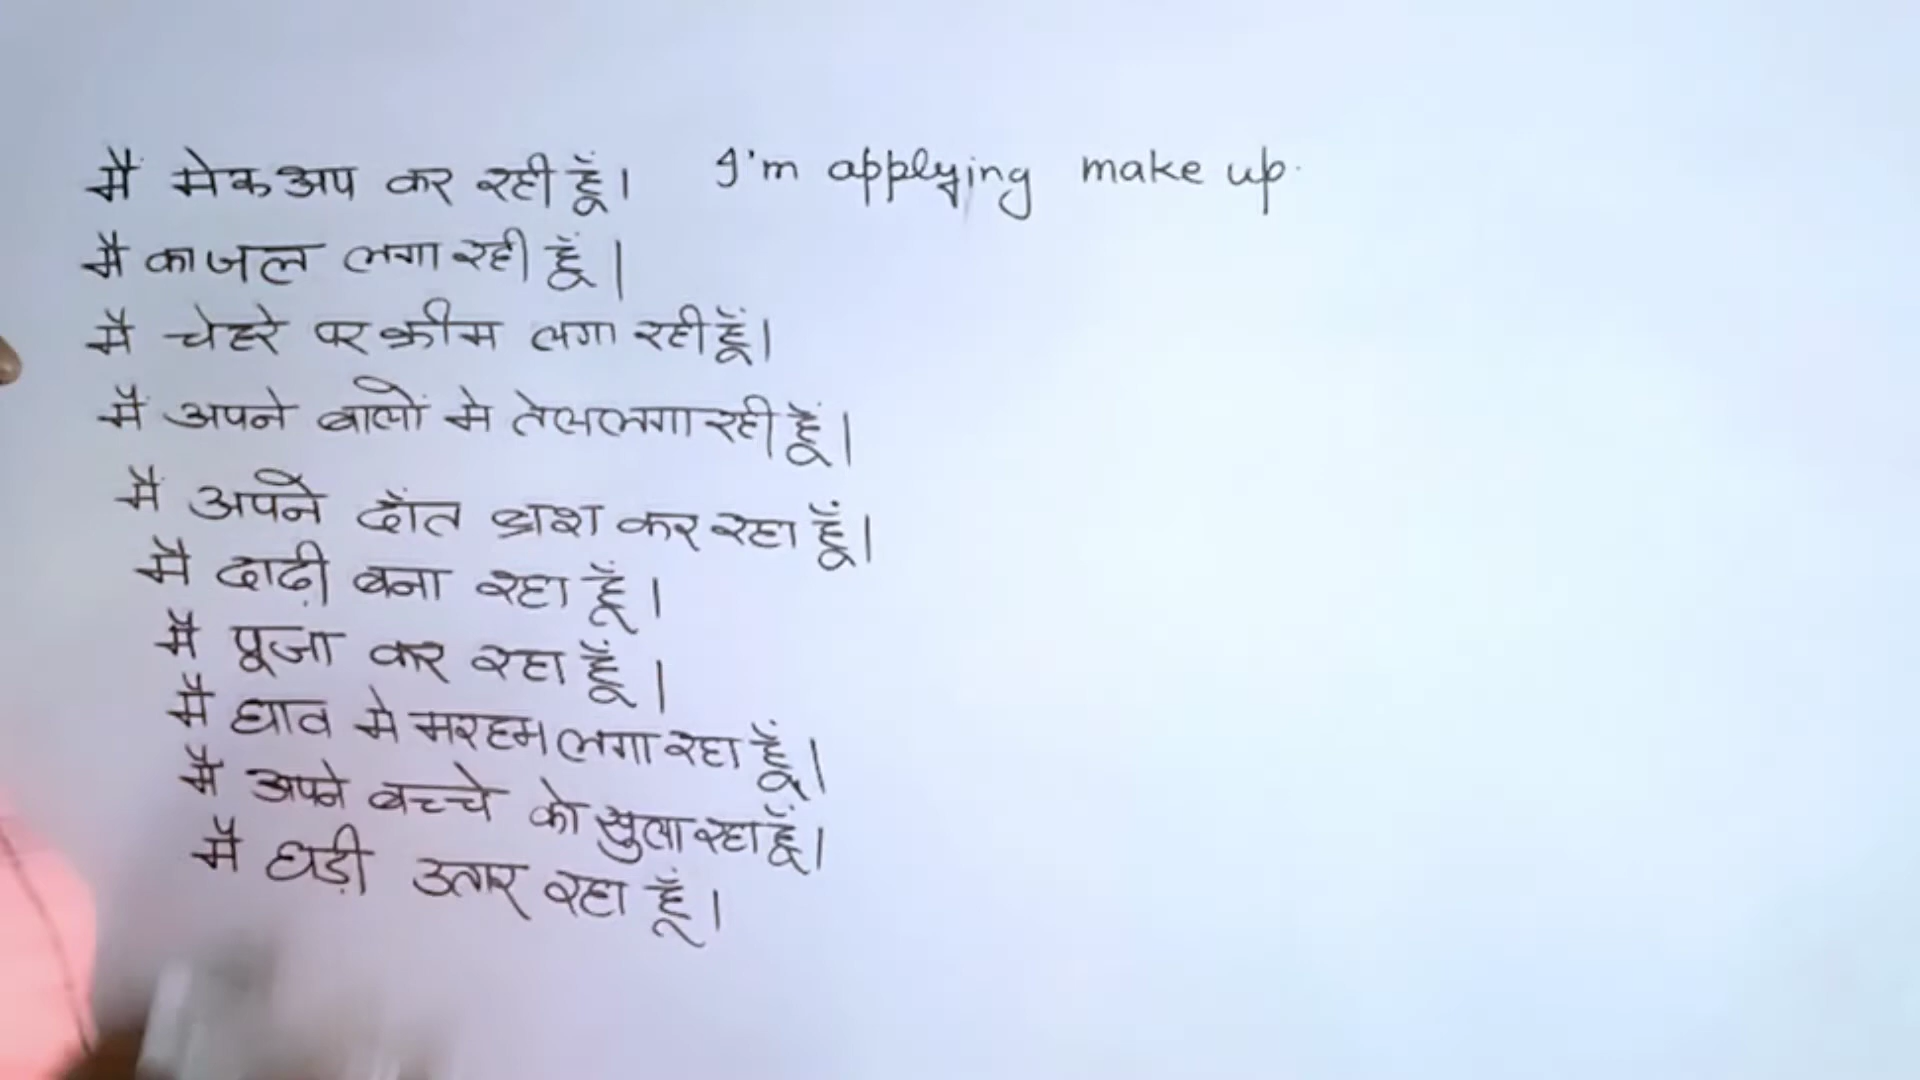 मैं मेकअप कर रही हूँ। I'm applying make up.
मैं काजल लगा रही हूँ।
मैं चेहरे पर क्रीम लगा रही हूँ।
मैं अपने बालों मे तेल लगा रही हूँ।
मैं अपने दाँत ब्रश कर रहा हूँ।
मैं दाढ़ी बना रहा हूँ।
मैं पूजा कर रहा हूँ।
मैं घाव मे मरहम लगा रहा हूँ।
मैं अपने बच्चे को सुला रहा हूँ।
मैं घड़ी उतार रहा हूँ।